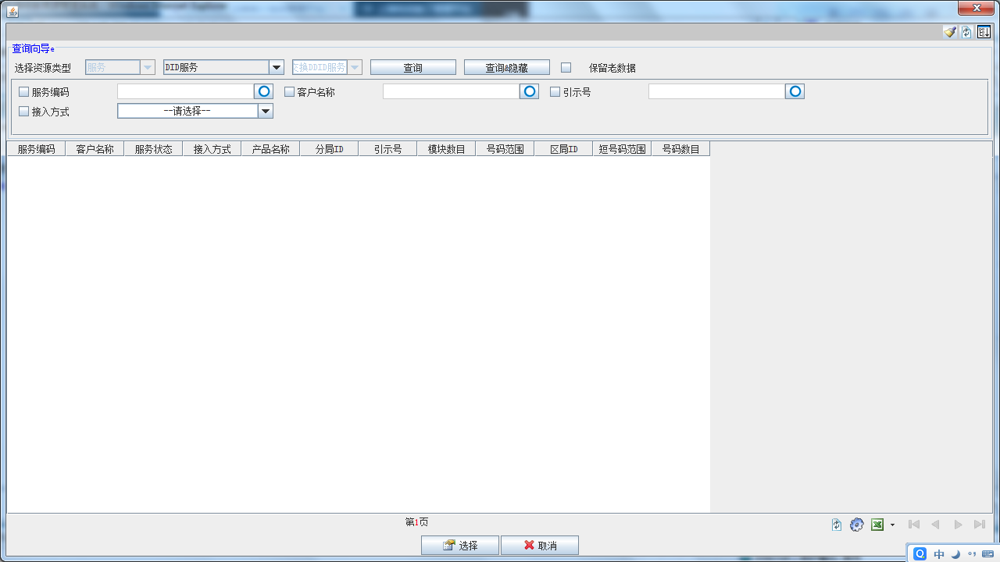 查询向导e
选择资源类型 服务 DID服务 交换DDID服务 查询 查询&隐藏 保留老数据
服务编码 客户名称 引示号
接入方式 --请选择--
服务编码 客户名称 服务状态 接入方式 产品名称 分局ID 引示号 模块数目 号码范围 区局ID 短号码范围 号码数目
第1页
选择 取消
中